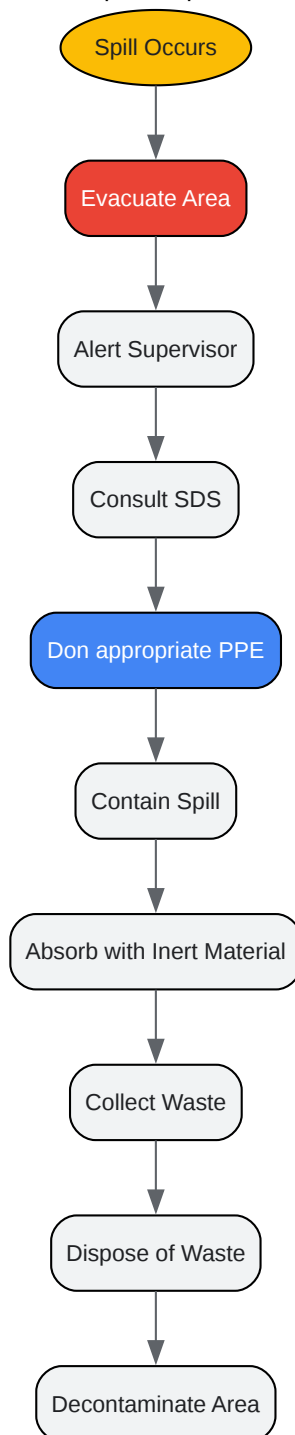 Spill Occurs
Evacuate Area
Alert Supervisor
Consult SDS
Don appropriate PPE
Contain Spill
Absorb with Inert Material
Collect Waste
Dispose of Waste
Decontaminate Area